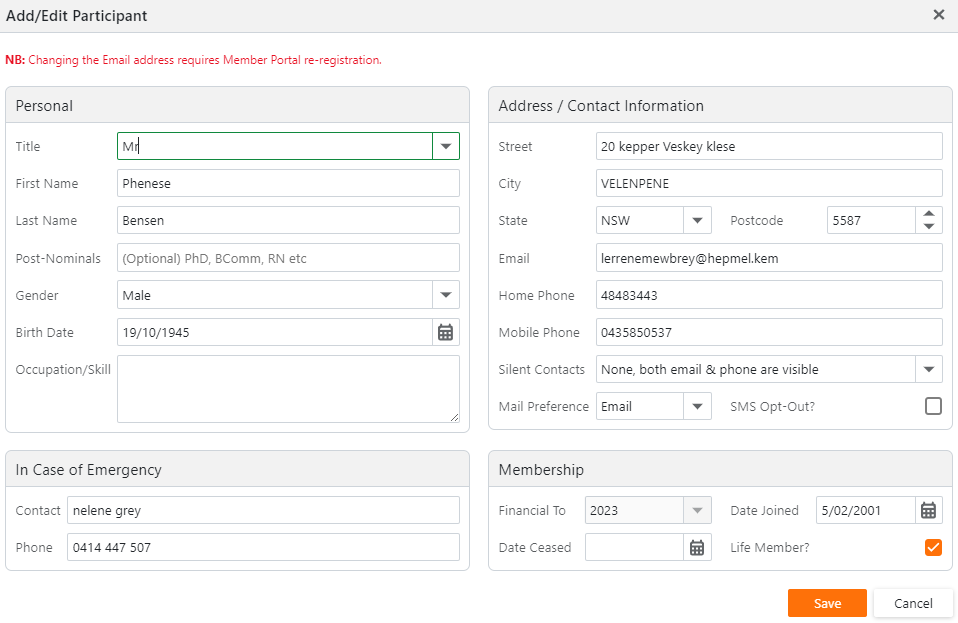 Add/Edit Participant
NB: Changing the Email address requires Member Portal re-registration.
Personal
Title Mr
First Name Phenese
Last Name Bensen
Post-Nominals (Optional) PhD, BComm, RN etc
Gender Male
Birth Date 19/10/1945
Occupation/Skill
Address / Contact Information
Street 20 kepper Veskey klese
City VELENPENE
State NSW Postcode 5587
Email lerrenemewbrey@hepmel.kem
Home Phone 48483443
Mobile Phone 0435850537
Silent Contacts None, both email & phone are visible
Mail Preference Email SMS Opt-Out?
In Case of Emergency
Contact nelene grey
Phone 0414 447 507
Membership
Financial To 2023 Date Joined 5/02/2001
Date Ceased Life Member?
Save Cancel